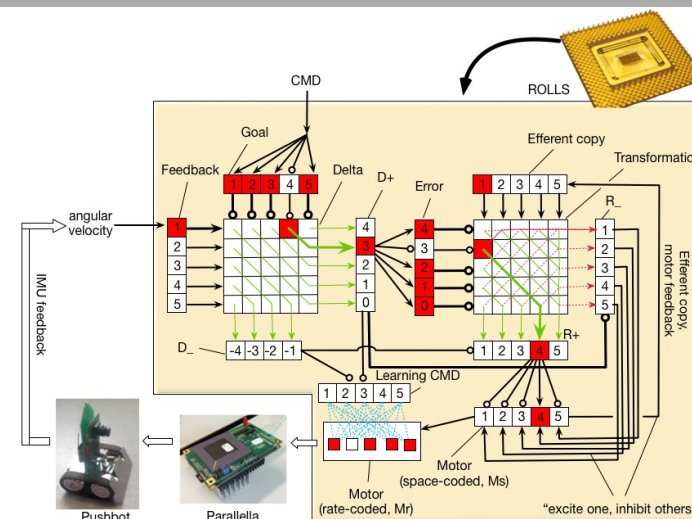 CMD
ROLLS
Goal
Efferent copy
Transformatio
Feedback
Delta
D+
Error
R_
1 2 3 4 5
1 2 3 4 5
angular
velocity
1
2
3
4
5
4
3
2
1
0
4
3
2
1
0
1
2
3
4
5
IMU feedback
Efferent copy,
motor feedback
D_
-4 -3 -2 -1
R+
1 2 3 4 5
Learning CMD
1 2 3 4 5
1 2 3 4 5
Motor
(space-coded, Ms)
Motor
(rate-coded, Mr)
"excite one, inhibit others
Pushbot
Parallella